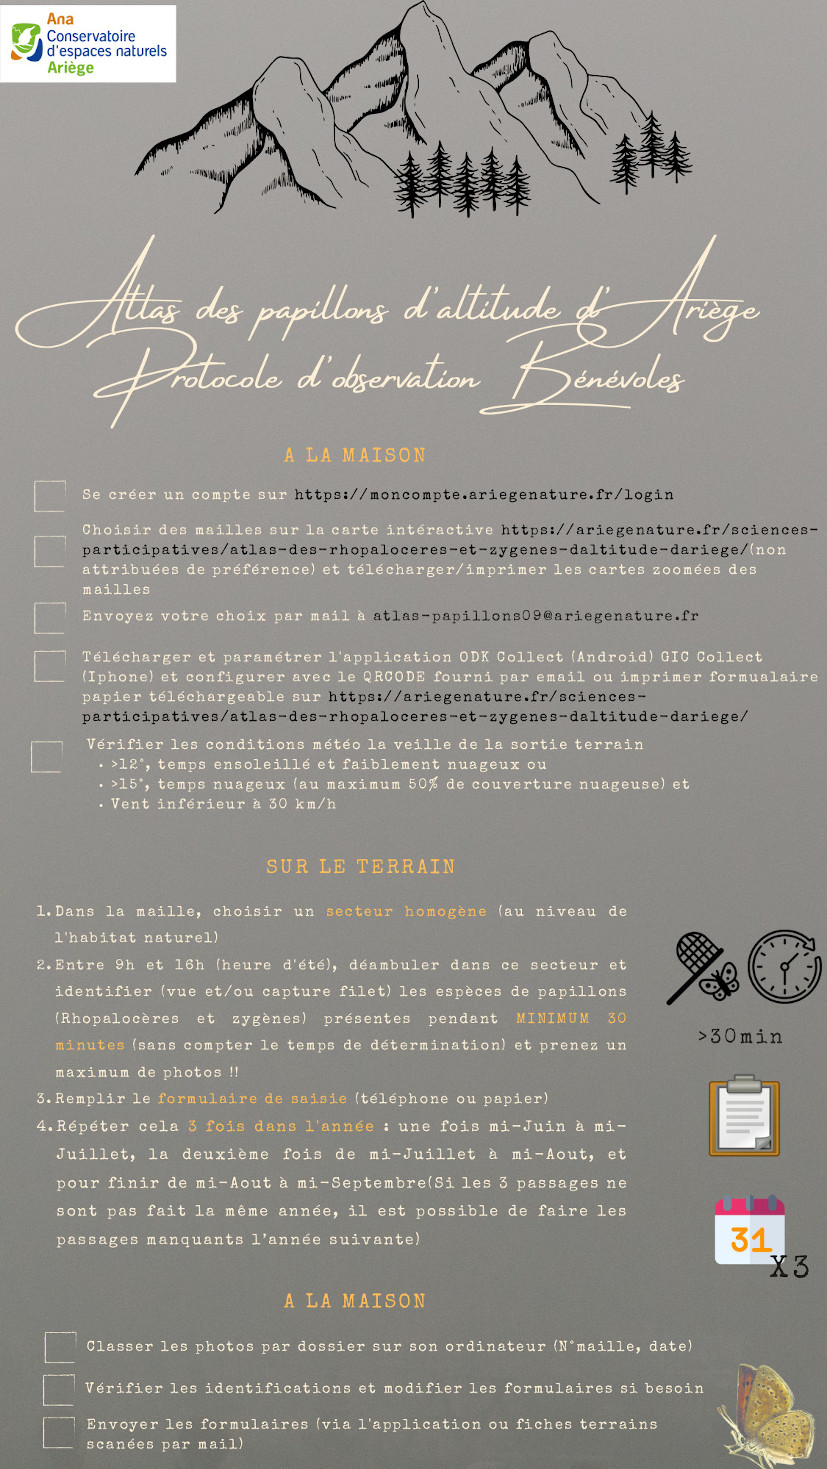 Ana
Conservatoire
d'espaces naturels
Ariège
Atlas des papillons d'altitude d'Ariège
Protocole d'observation Bénévoles
A LA MAISON
Se créer un compte sur https://moncompte.ariegenature.fr/login
Choisir des mailles sur la carte intéractive https://ariegenature.fr/sciences-
participatives/atlas-des-rhopaloceres-et-zygenes-daltitude-dariege/(non
attribuées de préférence) et télécharger/imprimer les cartes zoomées des
mailles
Envoyez votre choix par mail à atlas-papillons09@ariegenature.fr
Télécharger et paramétrer l'application ODK Collect (Android) GIC Collect
(Iphone) et configurer avec le QRCODE fourni par email ou imprimer formualaire
papier téléchargeable sur https://ariegenature.fr/sciences-
participatives/atlas-des-rhopaloceres-et-zygenes-daltitude-dariege/
Vérifier les conditions météo la veille de la sortie terrain
• >12°, temps ensoleillé et faiblement nuageux ou
• >15°, temps nuageux (au maximum 50% de couverture nuageuse) et
• Vent inférieur à 30 km/h
SUR LE TERRAIN
1. Dans la maille, choisir un secteur homogène (au niveau de
l'habitat naturel)
2. Entre 9h et 16h (heure d'été), déambuler dans ce secteur et
identifier (vue et/ou capture filet) les espèces de papillons
(Rhopalocères et zygènes) présentes pendant MINIMUM 30
minutes (sans compter le temps de détermination) et prenez un
maximum de photos !!
3. Remplir le formulaire de saisie (téléphone ou papier)
4. Répéter cela 3 fois dans l'année : une fois mi-Juin à mi-
Juillet, la deuxième fois de mi-Juillet à mi-Aout, et
pour finir de mi-Aout à mi-Septembre(Si les 3 passages ne
sont pas fait la même année, il est possible de faire les
passages manquants l'année suivante)
>30min
31
X3
A LA MAISON
Classer les photos par dossier sur son ordinateur (N°maille, date)
Vérifier les identifications et modifier les formulaires si besoin
Envoyer les formulaires (via l'application ou fiches terrains
scanées par mail)